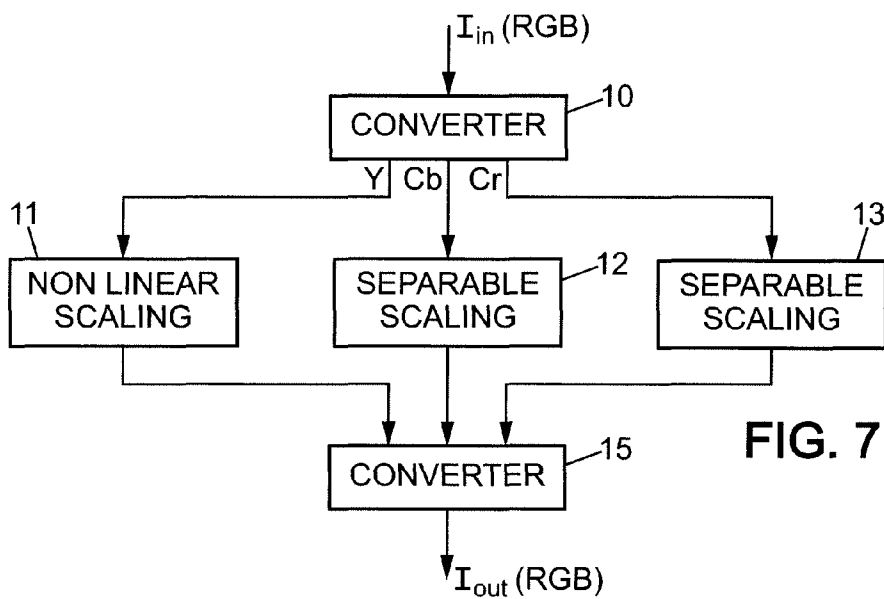 Iin (RGB)
10
CONVERTER
Y Cb Cr
11
12
13
NON LINEAR
SCALING
SEPARABLE
SCALING
SEPARABLE
SCALING
FIG. 7
15
CONVERTER
Iout (RGB)